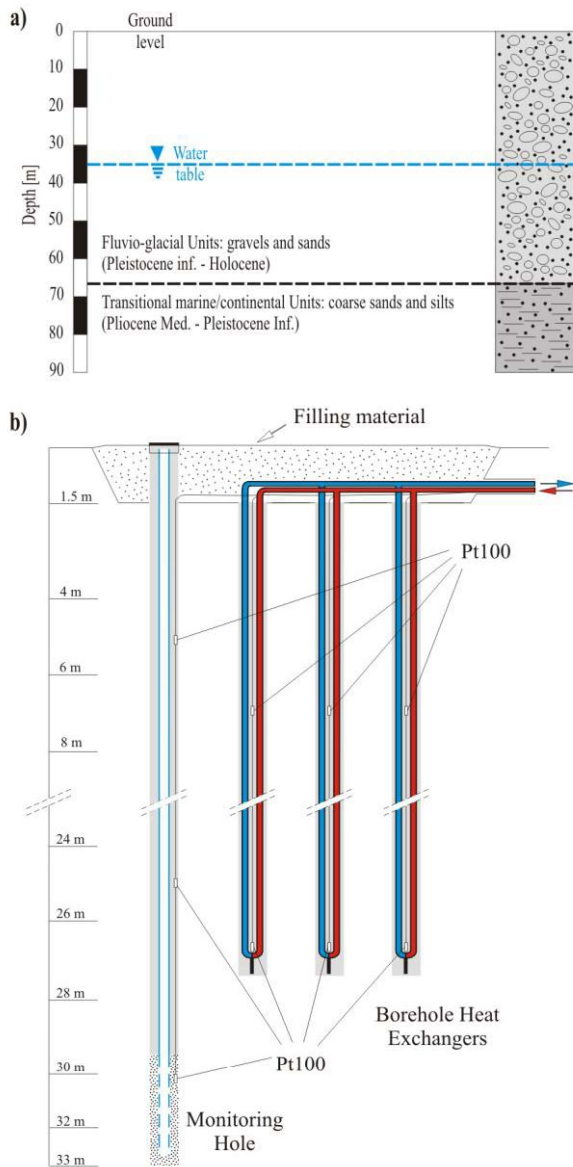 a)
Ground
level
0
10
20
30
40
50
60
70
80
90
Depth [m]
Water
table
Fluvio-glacial Units: gravels and sands
(Pleistocene inf. - Holocene)
Transitional marine/continental Units: coarse sands and silts
(Pliocene Med. - Pleistocene Inf.)
b)
Filling material
1.5 m
Pt100
4 m
6 m
8 m
24 m
26 m
28 m
Borehole Heat
Exchangers
Pt100
30 m
Monitoring
Hole
32 m
33 m